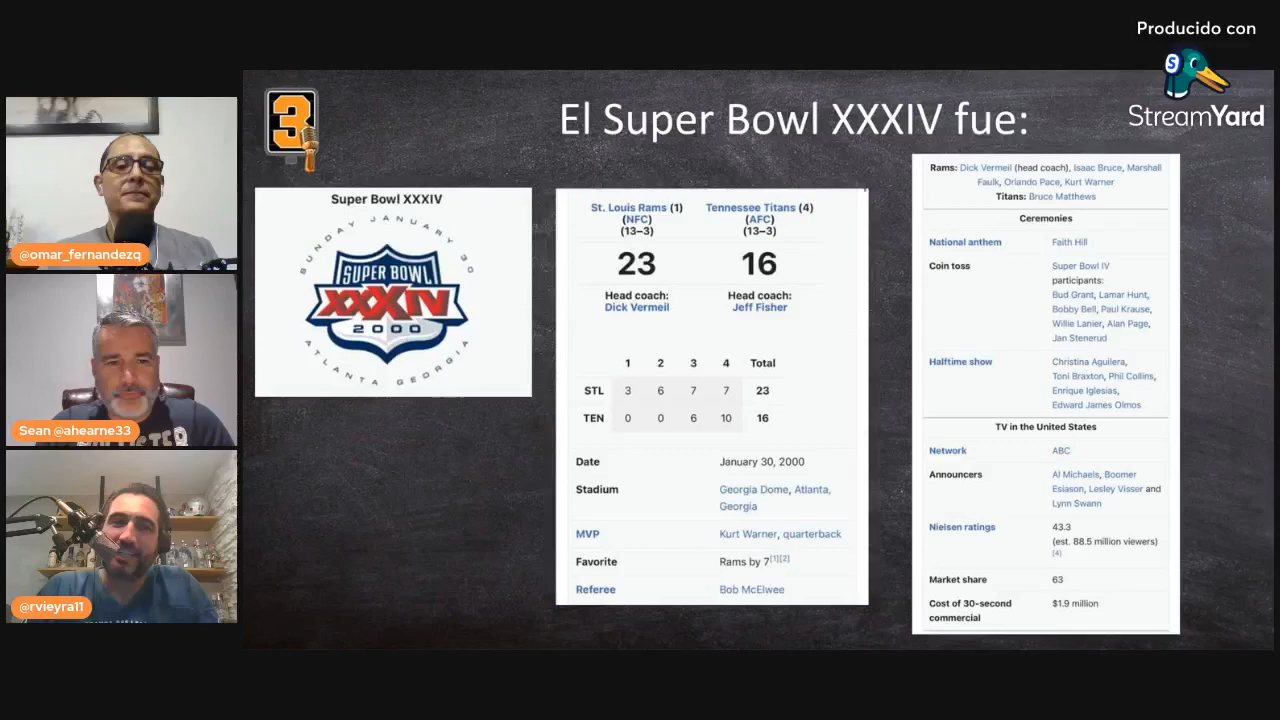 Producido con
StreamYard
3
El Super Bowl XXXIV fue:
@omar_fernandezq
Sean @ahearne33
@rvieyra11
Super Bowl XXXIV
SUNDAY JANUARY 30
SUPER BOWL
XXXIV
2000
ATLANTA GEORGIA
St. Louis Rams (1) Tennessee Titans (4)
(NFC) (AFC)
(13–3) (13–3)
23 16
Head coach: Head coach:
Dick Vermeil Jeff Fisher
1 2 3 4 Total
STL 3 6 7 7 23
TEN 0 0 6 10 16
Date January 30, 2000
Stadium Georgia Dome, Atlanta,
Georgia
MVP Kurt Warner, quarterback
Favorite Rams by 7[1][2]
Referee Bob McElwee
Rams: Dick Vermeil (head coach), Isaac Bruce, Marshall
Faulk, Orlando Pace, Kurt Warner
Titans: Bruce Matthews
Ceremonies
National anthem Faith Hill
Coin toss Super Bowl IV
participants:
Bud Grant, Lamar Hunt,
Bobby Bell, Paul Krause,
Willie Lanier, Alan Page,
Jan Stenerud
Halftime show Christina Aguilera,
Toni Braxton, Phil Collins,
Enrique Iglesias,
Edward James Olmos
TV in the United States
Network ABC
Announcers Al Michaels, Boomer
Esiason, Lesley Visser and
Lynn Swann
Nielsen ratings 43.3
(est. 88.5 million viewers)
[4]
Market share 63
Cost of 30-second $1.9 million
commercial